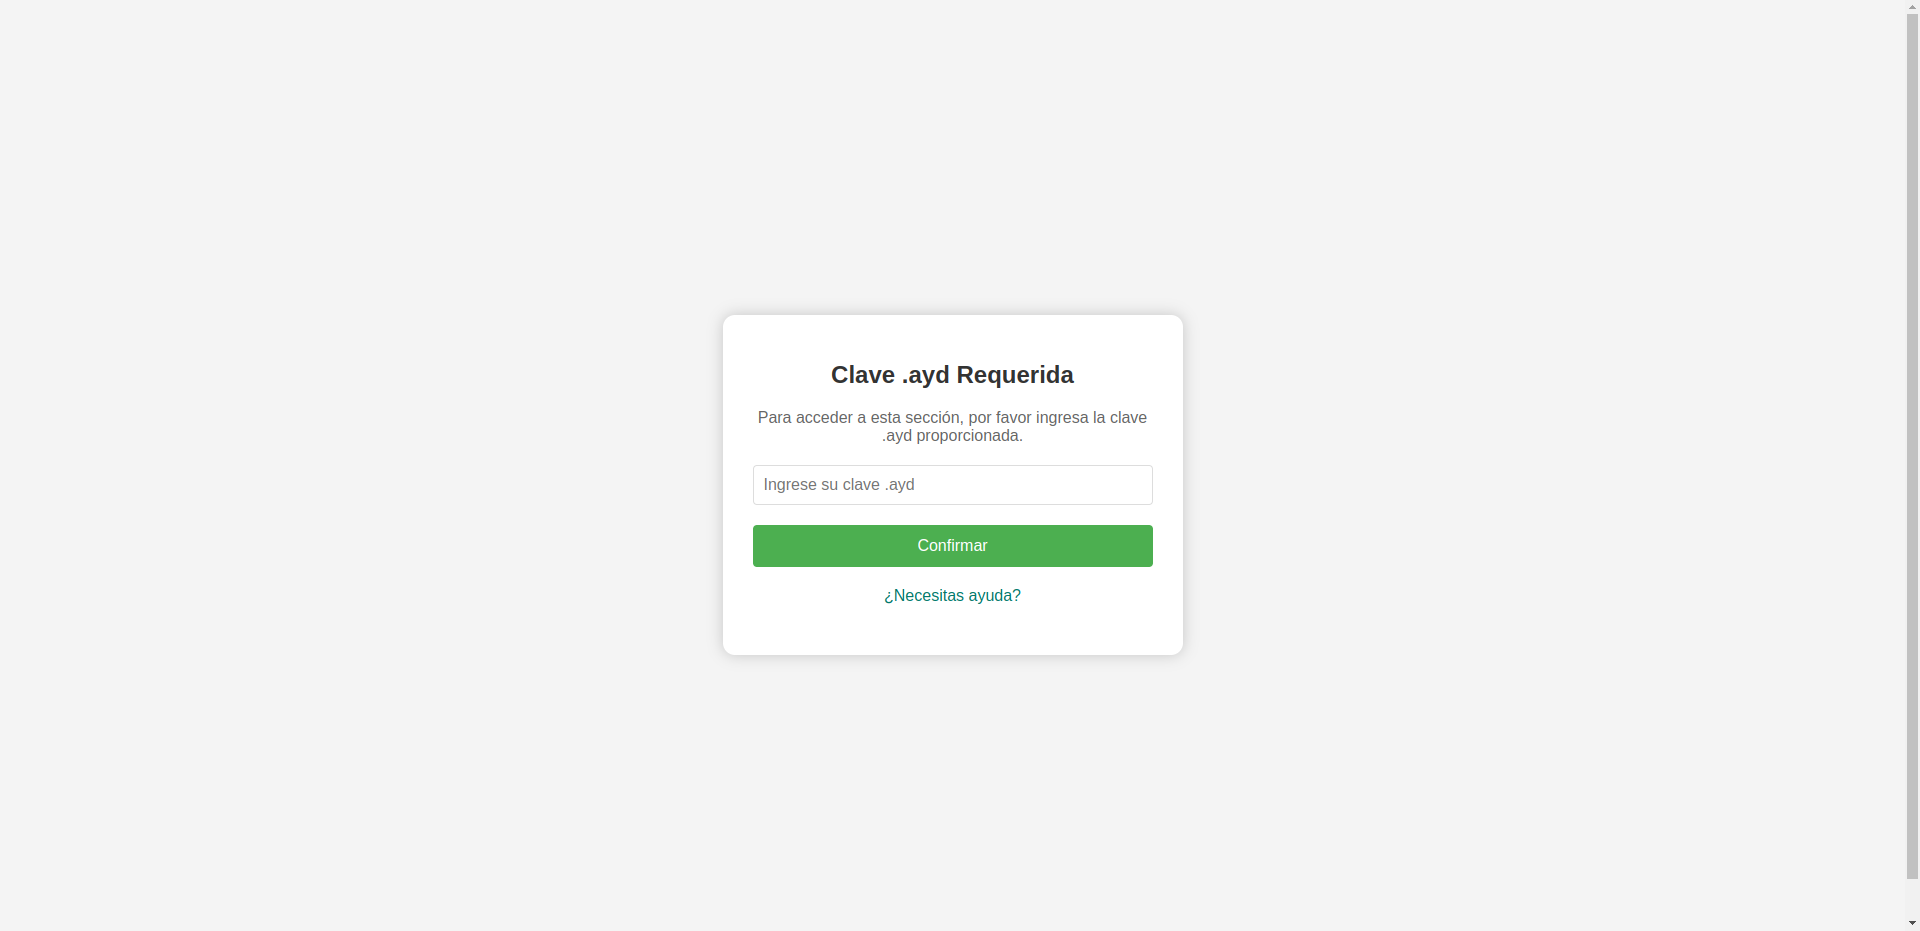 Clave .ayd Requerida
Para acceder a esta sección, por favor ingresa la clave
.ayd proporcionada.
Ingrese su clave .ayd
Confirmar
¿Necesitas ayuda?